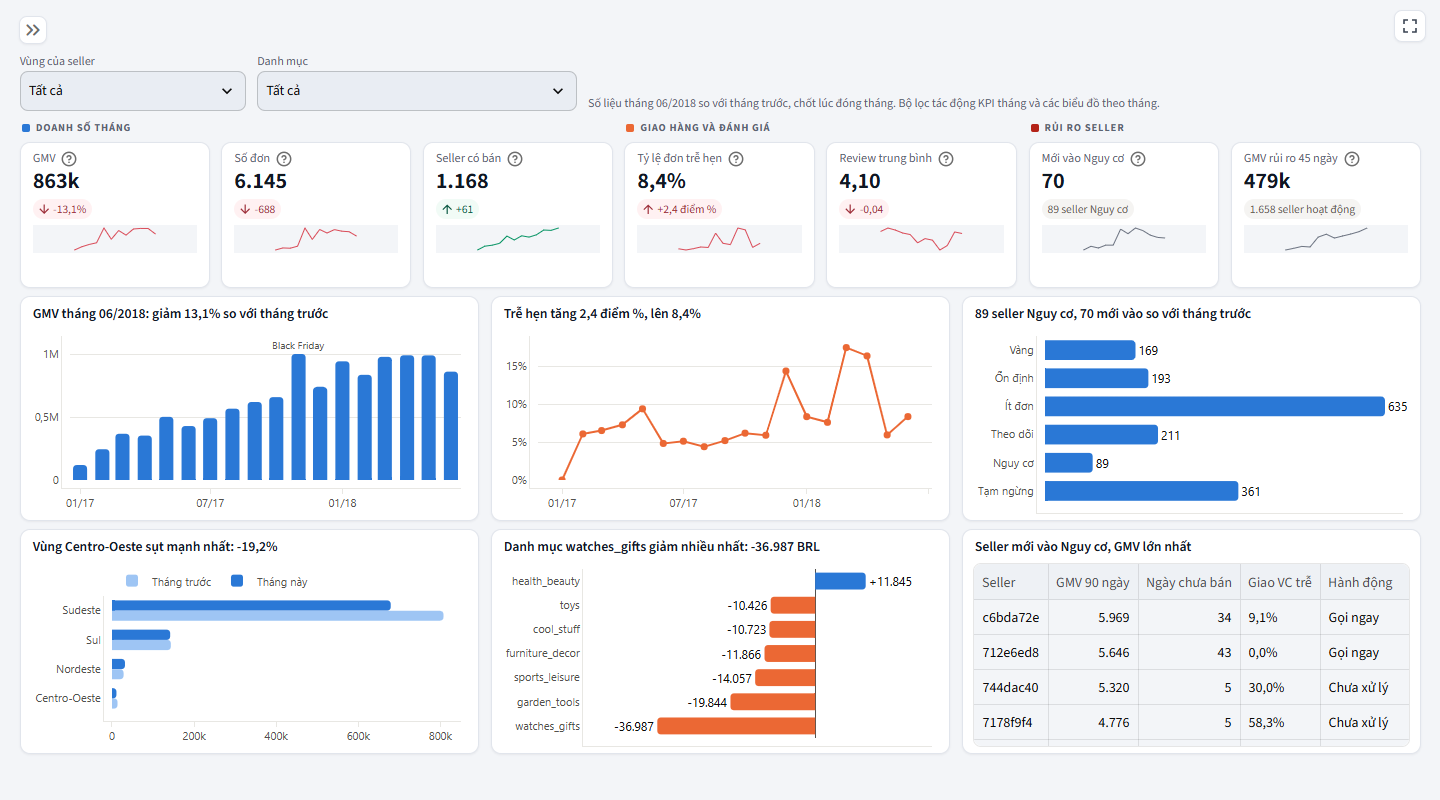 Vùng của seller
Danh mục
Tất cả
Tất cả
Số liệu tháng 06/2018 so với tháng trước, chốt lúc đóng tháng. Bộ lọc tác động KPI tháng và các biểu đồ theo tháng.
DOANH SỐ THÁNG
GIAO HÀNG VÀ ĐÁNH GIÁ
RỦI RO SELLER
GMV
863k
-13,1%
Số đơn
6.145
-688
Seller có bán
1.168
+61
Tỷ lệ đơn trễ hẹn
8,4%
+2,4 điểm %
Review trung bình
4,10
-0,04
Mới vào Nguy cơ
70
89 seller Nguy cơ
GMV rủi ro 45 ngày
479k
1.658 seller hoạt động
GMV tháng 06/2018: giảm 13,1% so với tháng trước
Black Friday
1M
0,5M
0
01/17 07/17 01/18
Trễ hẹn tăng 2,4 điểm %, lên 8,4%
15%
10%
5%
0%
01/17 07/17 01/18
89 seller Nguy cơ, 70 mới vào so với tháng trước
Vàng 169
Ổn định 193
Ít đơn 635
Theo dõi 211
Nguy cơ 89
Tạm ngừng 361
Vùng Centro-Oeste sụt mạnh nhất: -19,2%
Tháng trước Tháng này
Sudeste
Sul
Nordeste
Centro-Oeste
0 200k 400k 600k 800k
Danh mục watches_gifts giảm nhiều nhất: -36.987 BRL
health_beauty +11.845
toys -10.426
cool_stuff -10.723
furniture_decor -11.866
sports_leisure -14.057
garden_tools -19.844
watches_gifts -36.987
Seller mới vào Nguy cơ, GMV lớn nhất
Seller GMV 90 ngày Ngày chưa bán Giao VC trễ Hành động
c6bda72e 5.969 34 9,1% Gọi ngay
712e6ed8 5.646 43 0,0% Gọi ngay
744dac40 5.320 5 30,0% Chưa xử lý
7178f9f4 4.776 5 58,3% Chưa xử lý